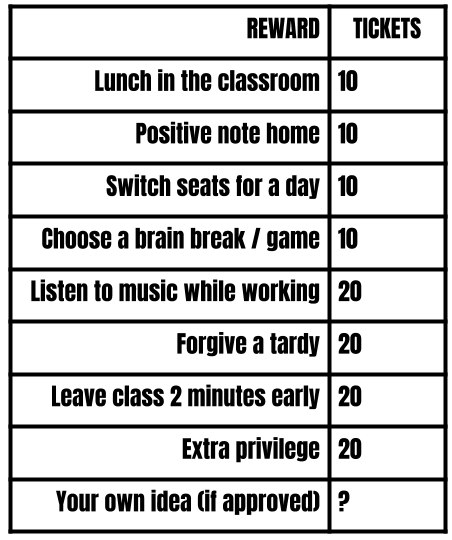 REWARD TICKETS
Lunch in the classroom 10
Positive note home 10
Switch seats for a day 10
Choose a brain break / game 10
Listen to music while working 20
Forgive a tardy 20
Leave class 2 minutes early 20
Extra privilege 20
Your own idea (if approved) ?